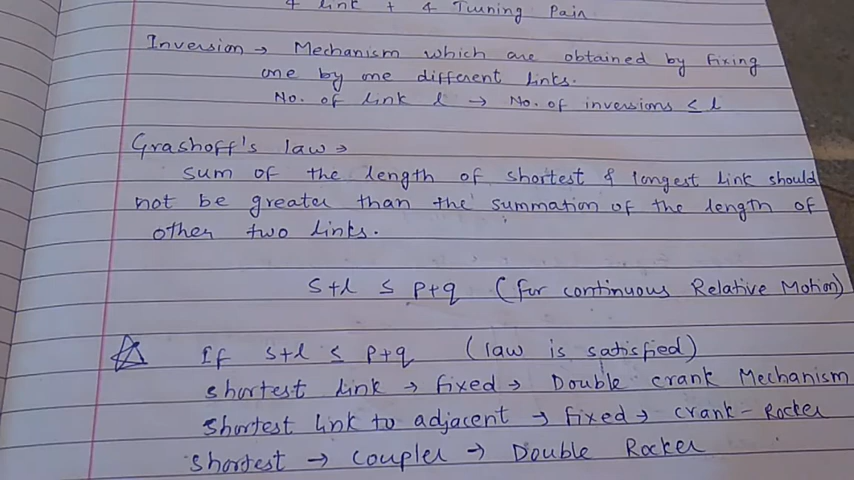 4 link + 4 Turning Pair
Inversion → Mechanism which are obtained by fixing
one by one different links.
No. of link l → No. of inversions ≤ l
Grashoff's law ⇒
Sum of the length of shortest & longest link should
not be greater than the summation of the length of
other two links.
S+l ≤ p+q (for continuous Relative Motion)
If S+l ≤ p+q (law is satisfied)
Shortest link → fixed → Double crank Mechanism
Shortest link to adjacent → fixed → crank-Rocker
Shortest → coupler → Double Rocker